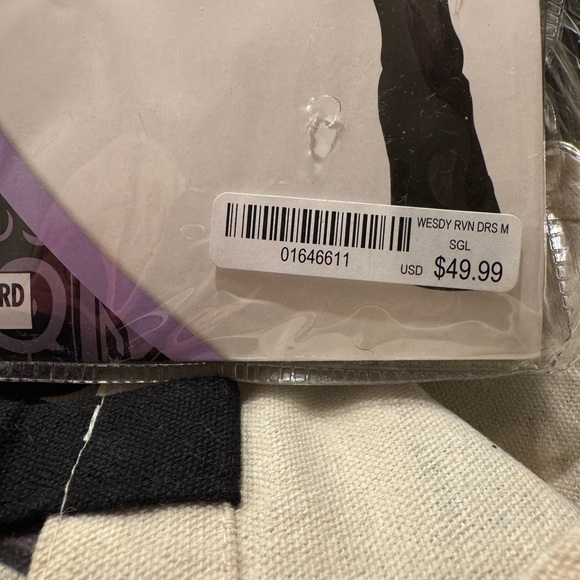 WESDY RVN DRS M
SGL
01646611
USD $49.99
RD